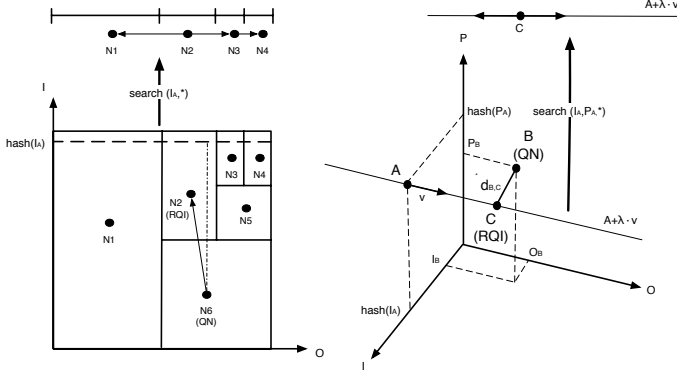 N1 N2 N3 N4
search (IA,*)
I
hash(IA)
N3 N4
N2
(RQI)
N5
N1
N6
(QN)
O
A+λ·v
C
P
hash(PA)
search (IA,PA,*)
PB
B
(QN)
A
v
dB,C
C
(RQI)
A+λ·v
IB
OB
O
hash(IA)
I